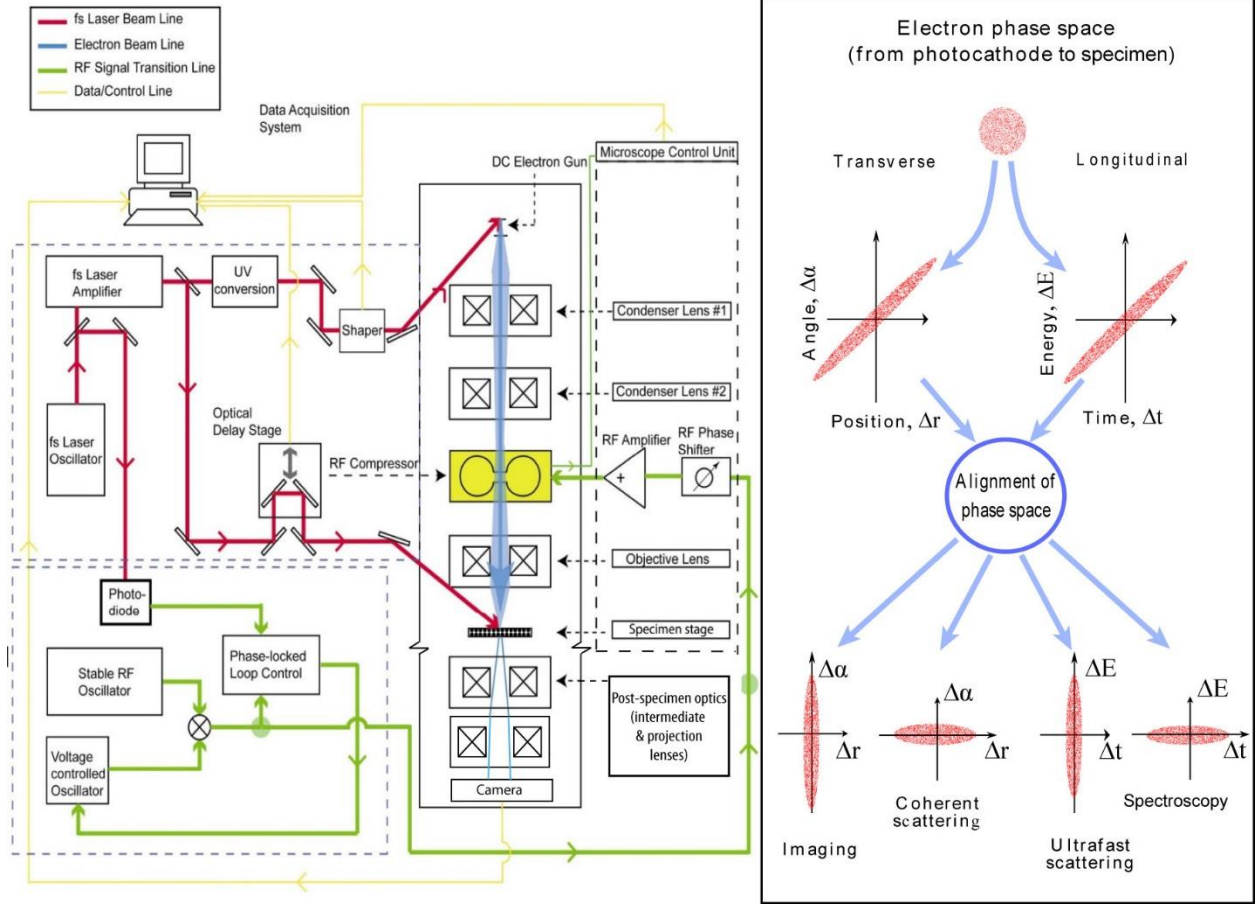 fs Laser Beam Line
Electron Beam Line
RF Signal Transition Line
Data/Control Line
Data Acquisition
System
Microscope Control Unit
DC Electron Gun
fs Laser
Amplifier
UV
conversion
Shaper
Condenser Lens #1
Condenser Lens #2
fs Laser
Oscillator
Optical
Delay Stage
RF Compressor
RF Amplifier
+
RF Phase
Shifter
Objective Lens
Specimen stage
Photo-
diode
Phase-locked
Loop Control
Stable RF
Oscillator
Voltage
controlled
Oscillator
Post-specimen optics
(intermediate
& projection
lenses)
Camera
Electron phase space
(from photocathode to specimen)
Transverse
Longitudinal
Angle, Δα
Position, Δr
Energy, ΔE
Time, Δt
Alignment of
phase space
Δα
Δr
Imaging
Δα
Δr
Coherent
scattering
ΔE
Δt
Ultrafast
scattering
ΔE
Δt
Spectroscopy